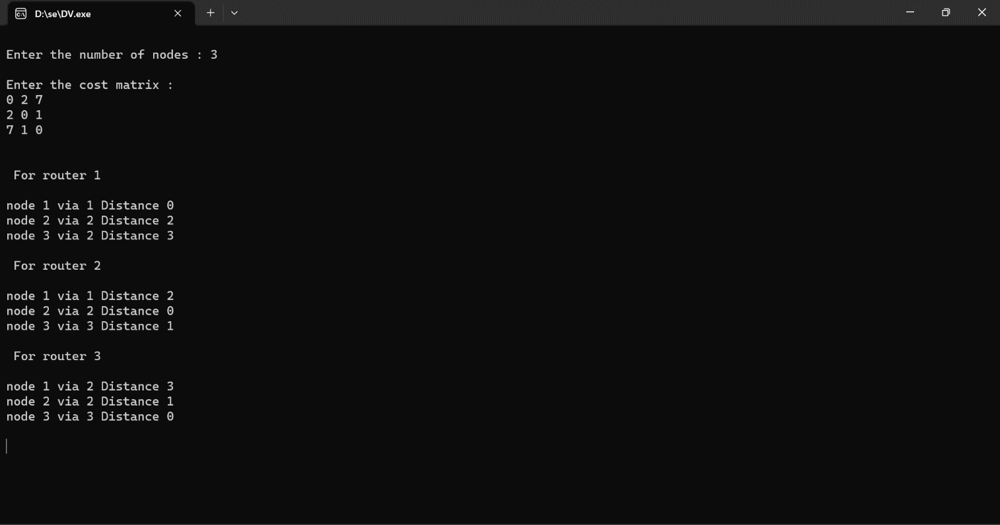 D:\se\DV.exe
Enter the number of nodes : 3
Enter the cost matrix :
0 2 7
2 0 1
7 1 0
For router 1
node 1 via 1 Distance 0
node 2 via 2 Distance 2
node 3 via 2 Distance 3
For router 2
node 1 via 1 Distance 2
node 2 via 2 Distance 0
node 3 via 3 Distance 1
For router 3
node 1 via 2 Distance 3
node 2 via 2 Distance 1
node 3 via 3 Distance 0